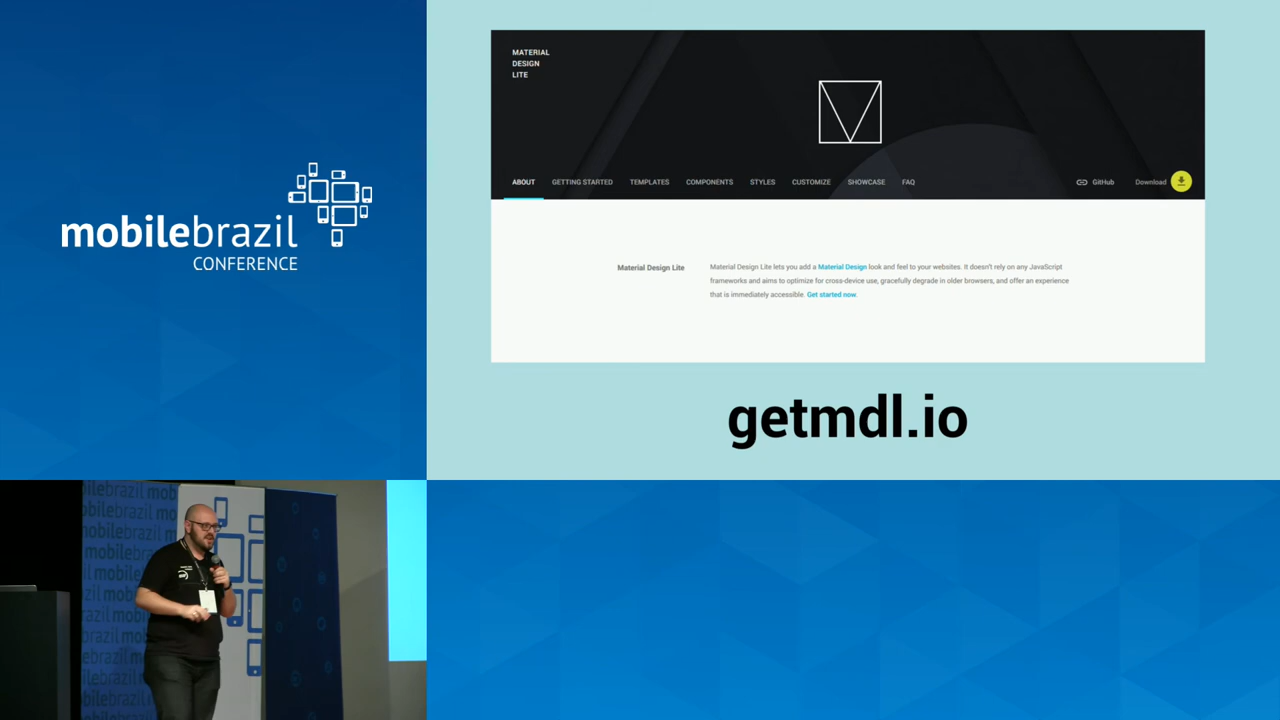 mobilebrazil
CONFERENCE
MATERIAL
DESIGN
LITE
ABOUT GETTING STARTED TEMPLATES COMPONENTS STYLES CUSTOMIZE SHOWCASE FAQ GitHub Download
Material Design Lite
Material Design Lite lets you add a Material Design look and feel to your websites. It doesn't rely on any JavaScript
frameworks and aims to optimize for cross-device use, gracefully degrade in older browsers, and offer an experience
that is immediately accessible. Get started now.
getmdl.io
mobilebrazil
mobilebrazil
mobilebrazil